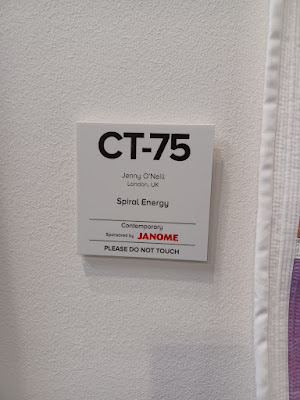 CT-75
Jenny O'Neill
London, UK
Spiral Energy
Contemporary
Sponsored by JANOME
PLEASE DO NOT TOUCH